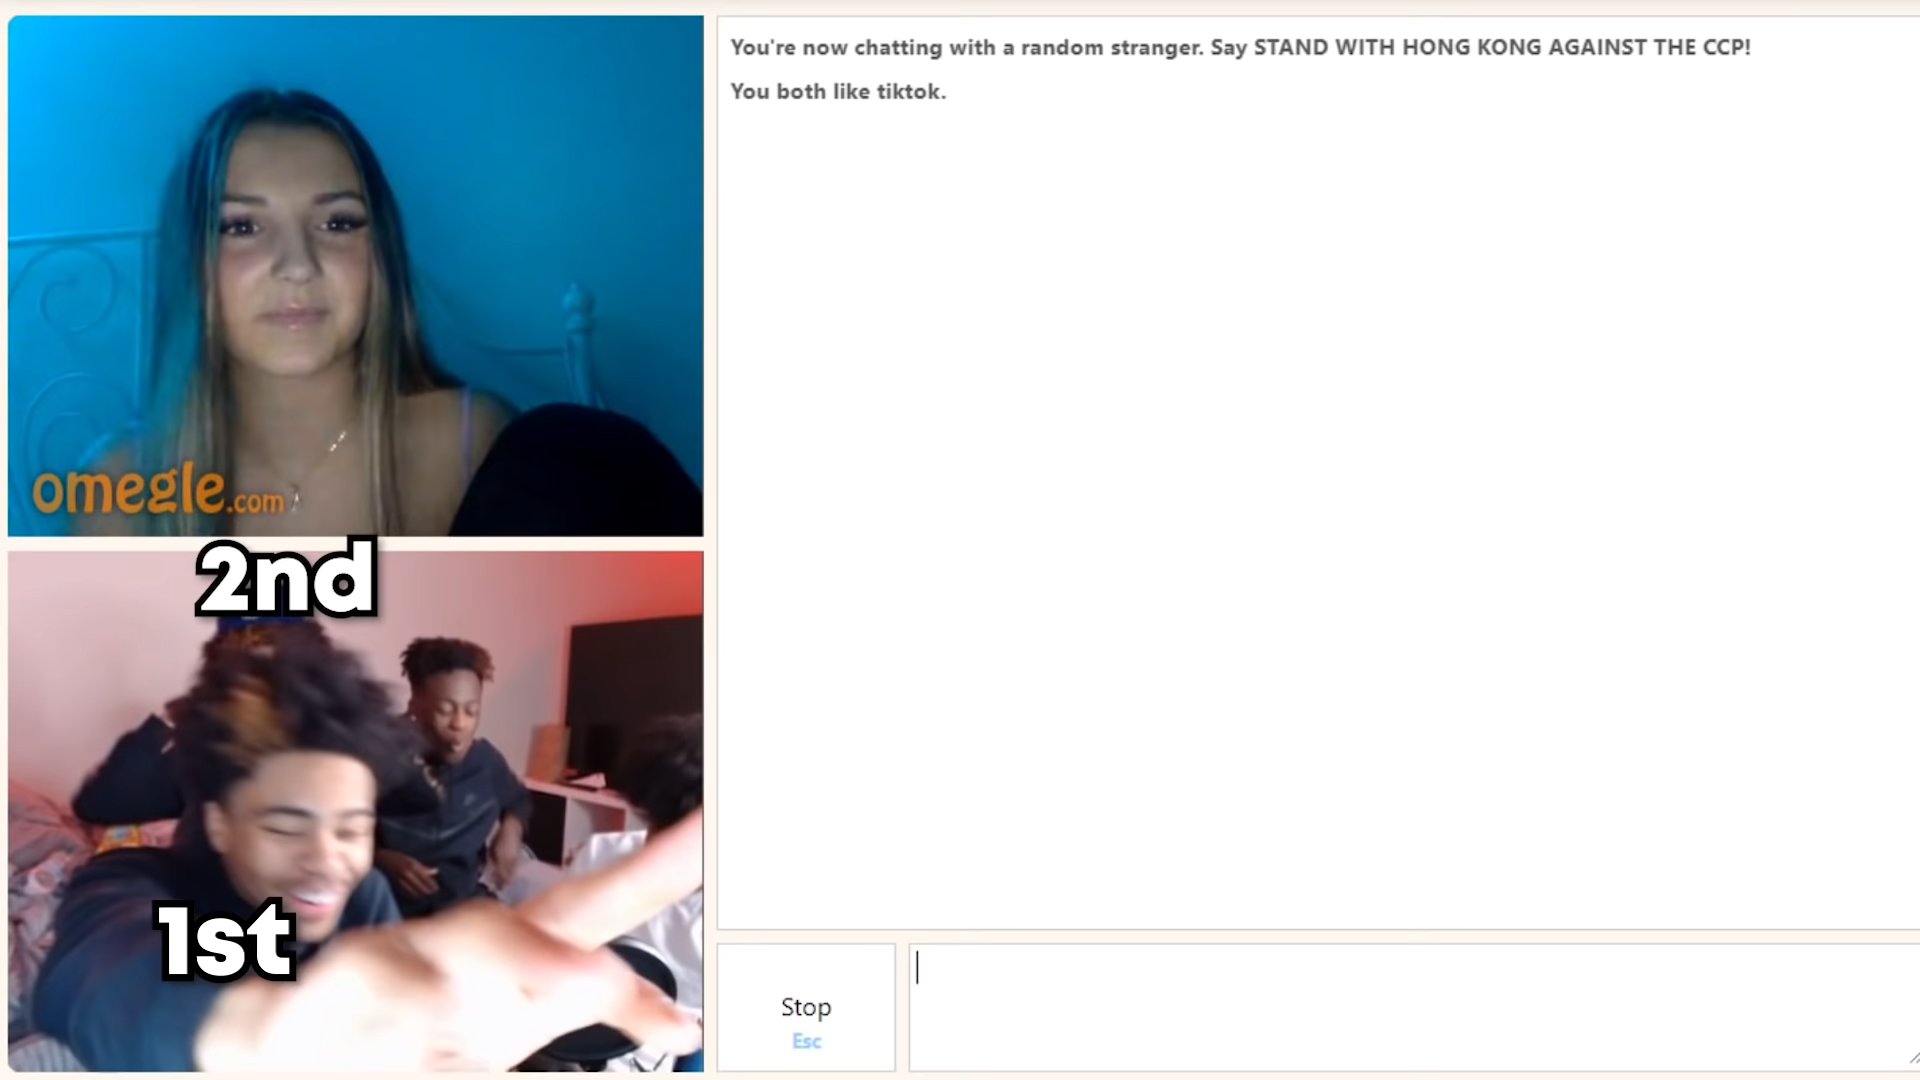 You're now chatting with a random stranger. Say STAND WITH HONG KONG AGAINST THE CCP!
You both like tiktok.
omegle.com
2nd
1st
Stop
Esc